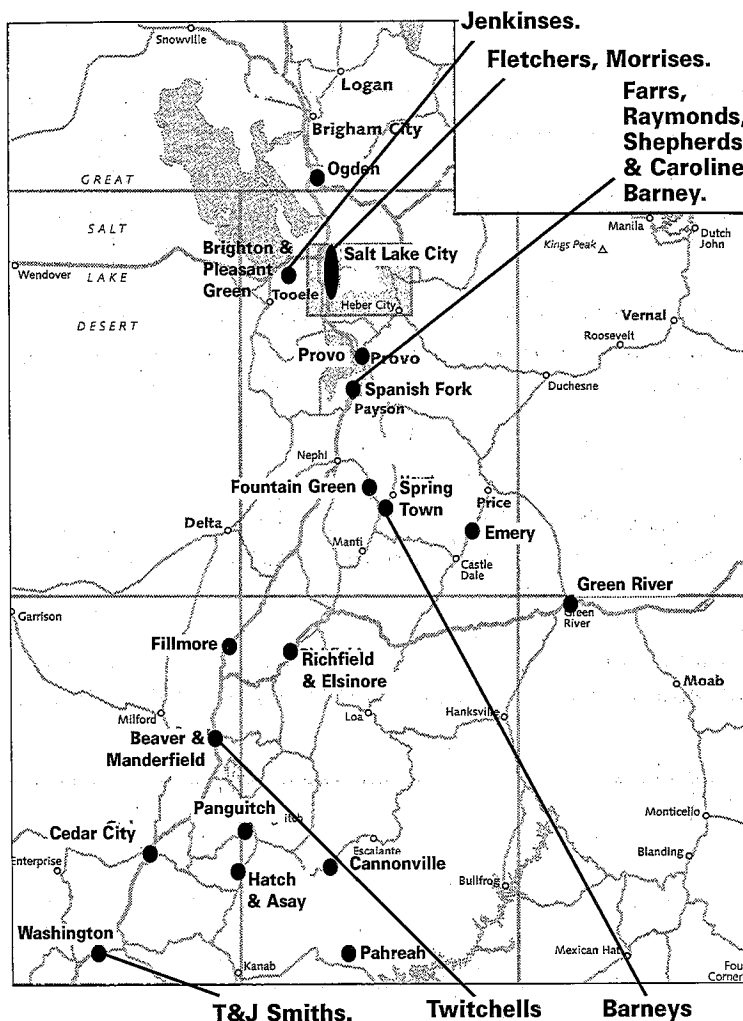 Jenkinses.
Fletchers, Morrises.
Farrs,
Raymonds,
Shepherds
& Caroline
Barney.
Snowville
Logan
Brigham City
Ogden
GREAT
SALT
LAKE
DESERT
Wendover
Brighton &
Pleasant
Green
Tooele
Salt Lake City
Heber City
Manila
Dutch
John
Kings Peak
Vernal
Roosevelt
Duchesne
Provo
Provo
Spanish Fork
Payson
Nephi
Fountain Green
Spring
Town
Price
Delta
Manti
Emery
Castle
Dale
Green River
Green
River
Garrison
Fillmore
Richfield
& Elsinore
Moab
Milford
Loa
Hanksville
Beaver &
Manderfield
Panguitch
itch
Monticello
Cedar City
Escalante
Blanding
Enterprise
Cannonville
Hatch
& Asay
Bullfrog
Washington
Pahreah
Mexican Hat
Kanab
Four
Corner
T&J Smiths.
Twitchells
Barneys